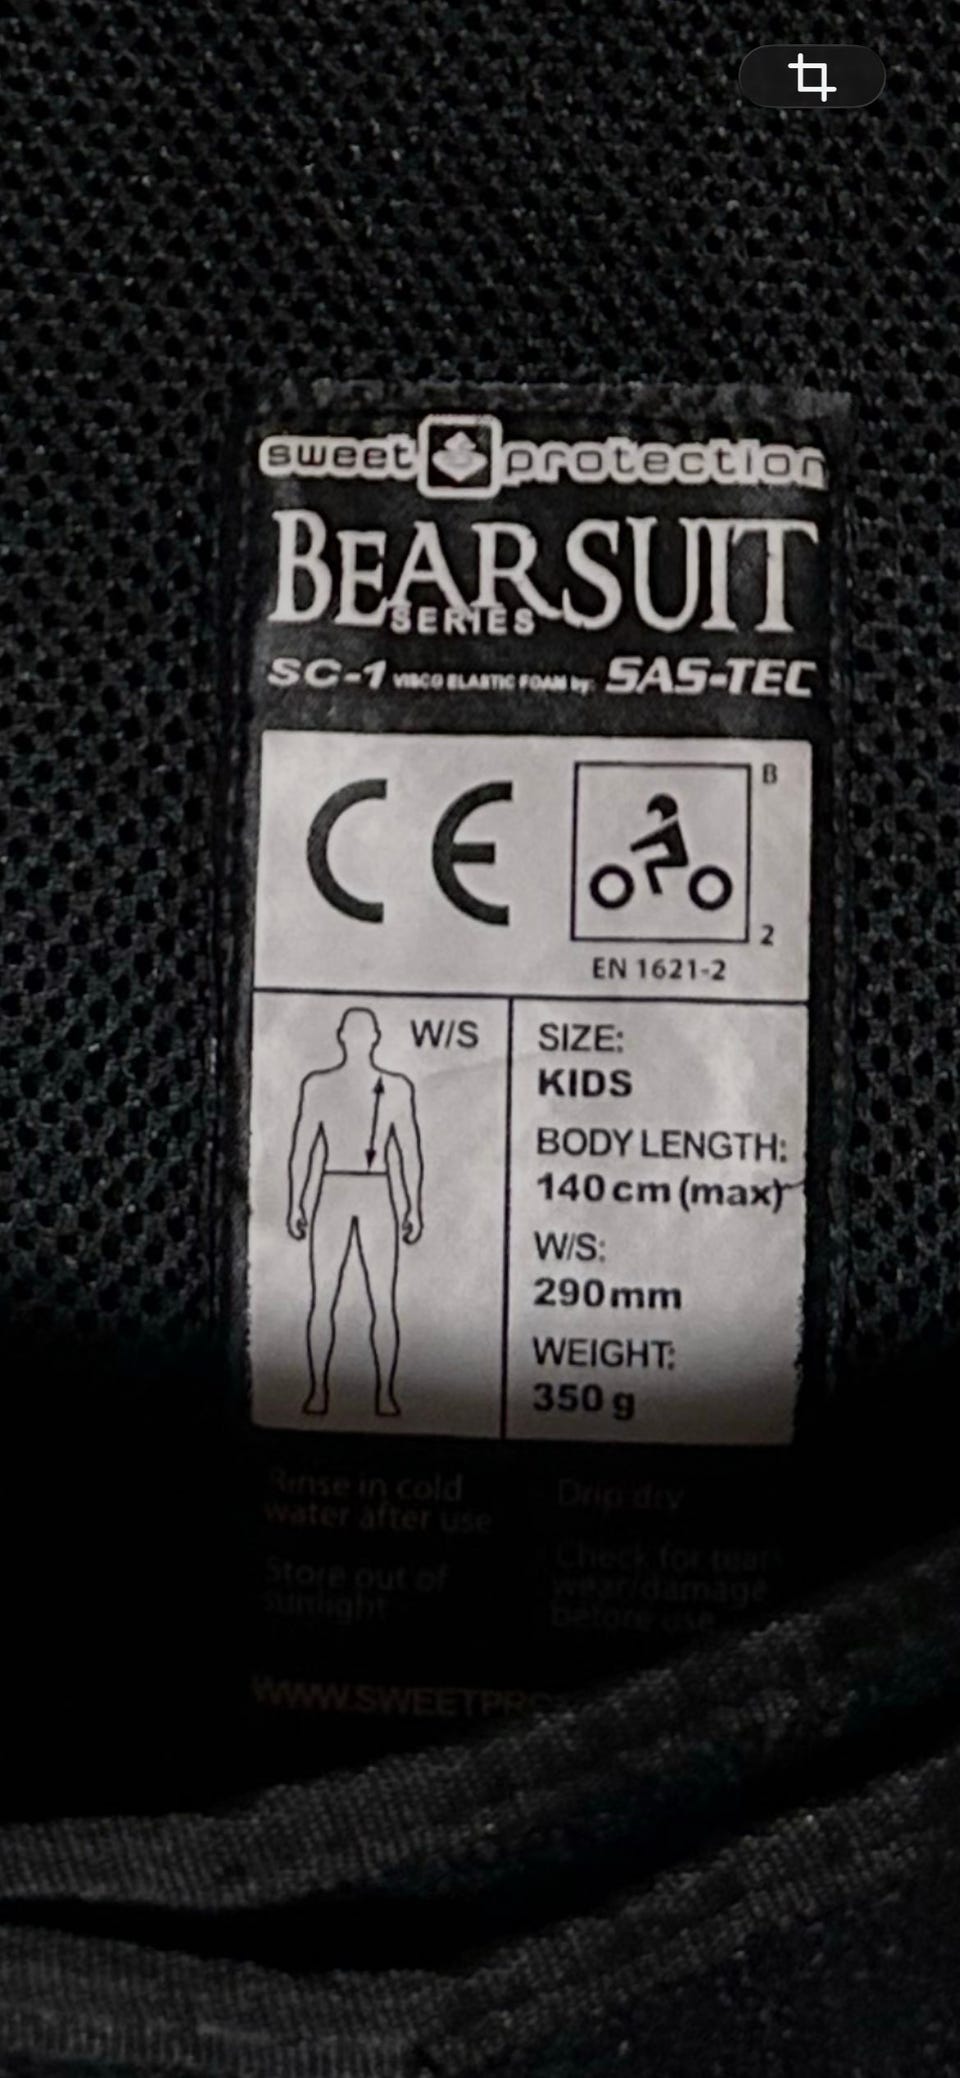 sweet protection
BEARSUIT
SERIES
SC-1 VISCO ELASTIC FOAM by: SAS-TEC
CE
B
2
EN 1621-2
W/S
SIZE:
KIDS
BODY LENGTH:
140 cm (max)
W/S:
290mm
WEIGHT:
350 g
Rinse in cold
water after use
Store out of
sunlight
Drip dry
Check for tear
wear/damage
before use